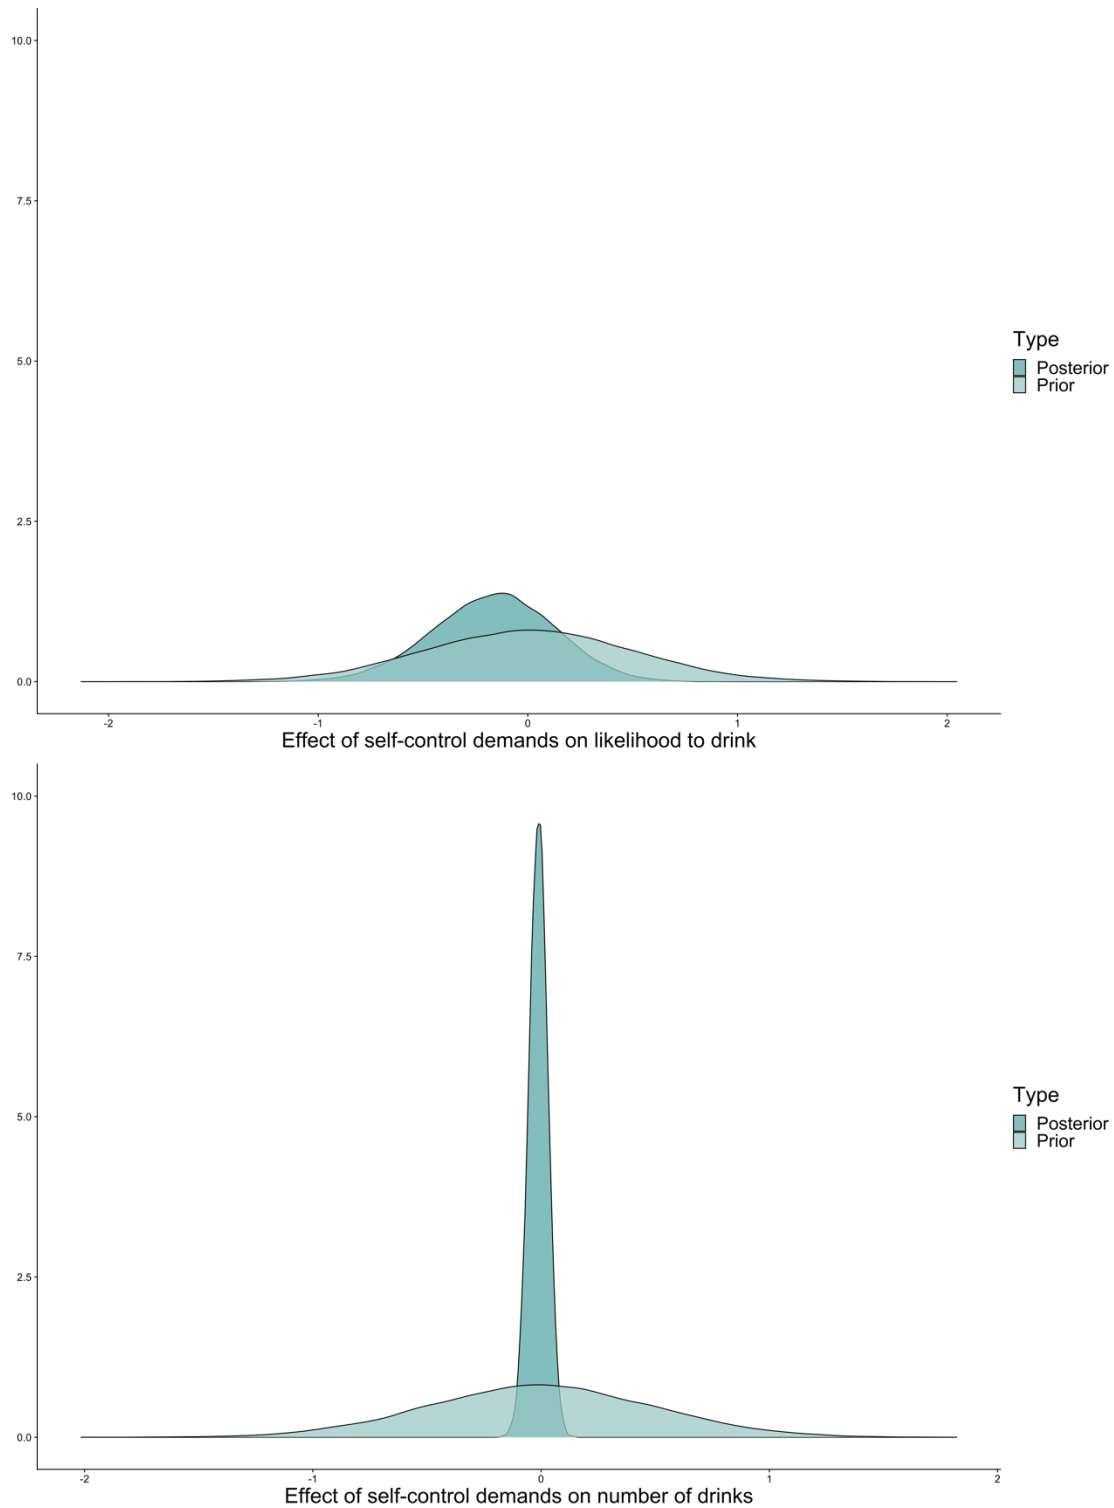 10.0
7.5
5.0
2.5
0.0
-2 -1 0 1 2
Effect of self-control demands on likelihood to drink
Type
Posterior
Prior
10.0
7.5
5.0
2.5
0.0
-2 -1 0 1 2
Effect of self-control demands on number of drinks
Type
Posterior
Prior